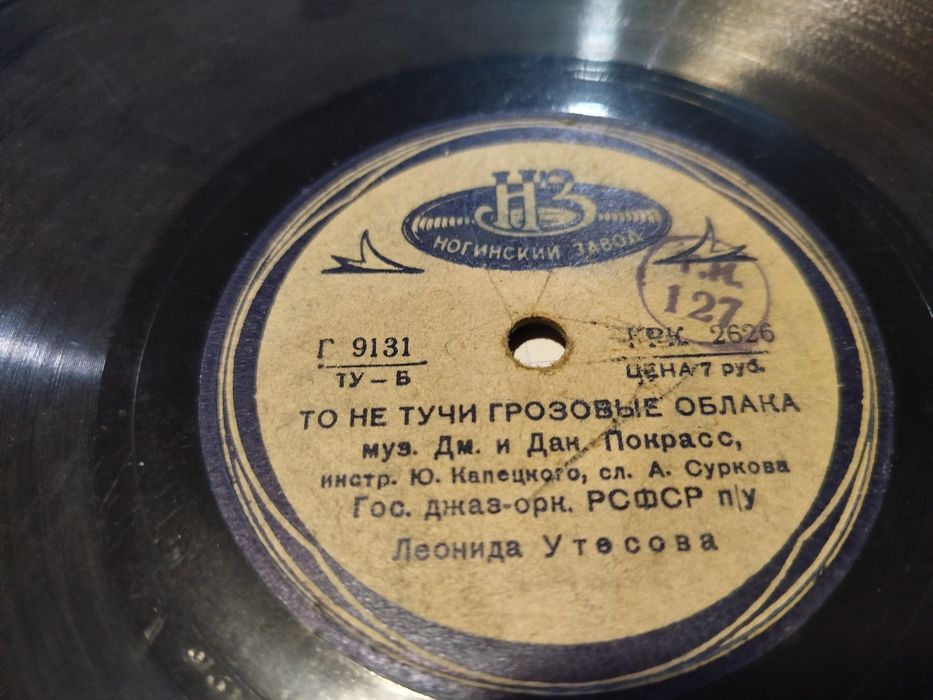 НЗ
НОГИНСКИЙ ЗАВОД
127
Г 9131
ТУ-Б
ГРК 2626
ЦЕНА 7 руб.
ТО НЕ ТУЧИ ГРОЗОВЫЕ ОБЛАКА
муз. Дм. и Дан. Покрасс,
инстр. Ю. Капецкого, сл. А. Суркова
Гос. джаз-орк. РСФСР п/у
Леонида Утесова